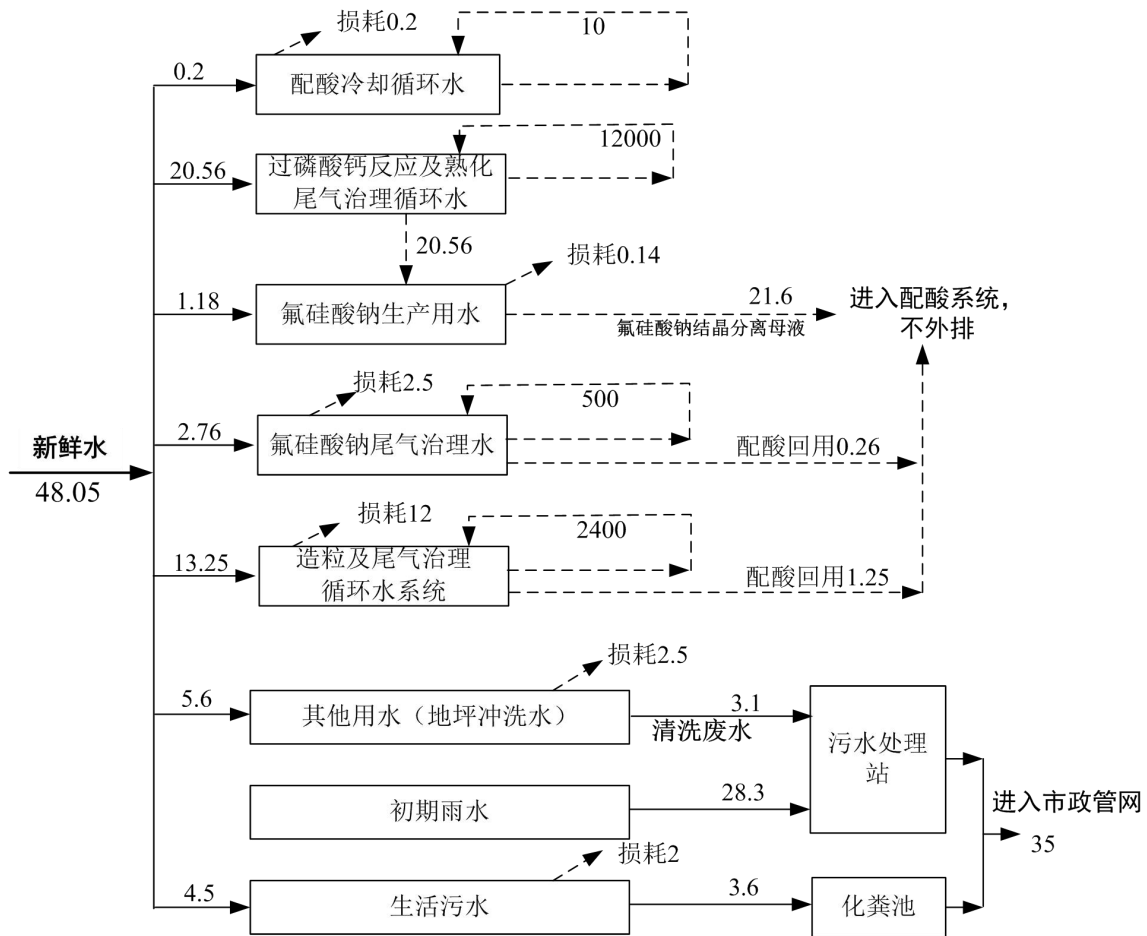 损耗0.2
10
0.2
配酸冷却循环水
12000
20.56
过磷酸钙反应及熟化
尾气治理循环水
20.56
损耗0.14
1.18
氟硅酸钠生产用水
21.6
氟硅酸钠结晶分离母液
进入配酸系统，
不外排
损耗2.5
500
2.76
氟硅酸钠尾气治理水
配酸回用0.26
新鲜水
48.05
损耗12
2400
13.25
造粒及尾气治理
循环水系统
配酸回用1.25
损耗2.5
5.6
其他用水（地坪冲洗水）
3.1
清洗废水
污水处理
站
初期雨水
28.3
进入市政管网
35
损耗2
4.5
生活污水
3.6
化粪池